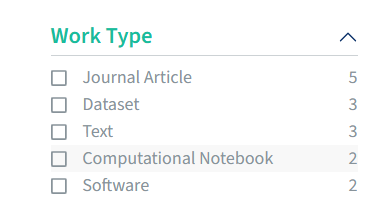 Work Type
Journal Article 5
Dataset 3
Text 3
Computational Notebook 2
Software 2